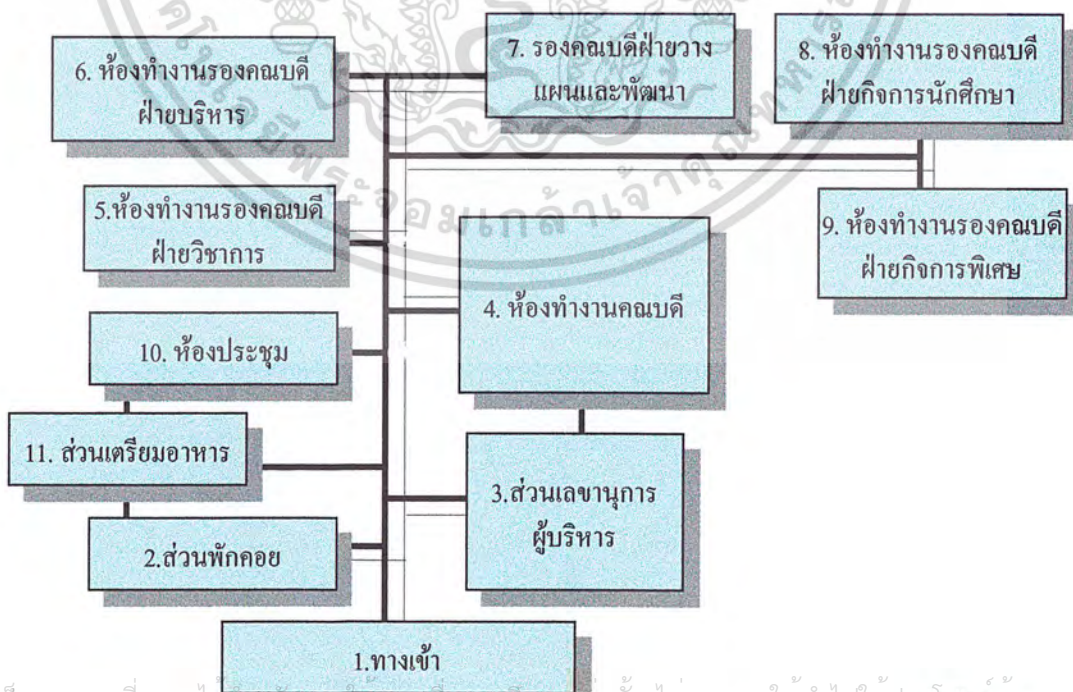 6. ห้องทำงานรองคณบดี
ฝ่ายบริหาร
7. รองคณบดีฝ่ายวาง
แผนและพัฒนา
8. ห้องทำงานรองคณบดี
ฝ่ายกิจการนักศึกษา
5.ห้องทำงานรองคณบดี
ฝ่ายวิชาการ
9. ห้องทำงานรองคณบดี
ฝ่ายกิจการพิเศษ
4. ห้องทำงานคณบดี
10. ห้องประชุม
11. ส่วนเตรียมอาหาร
3.ส่วนเลขานุการ
ผู้บริหาร
2.ส่วนพักคอย
1.ทางเข้า